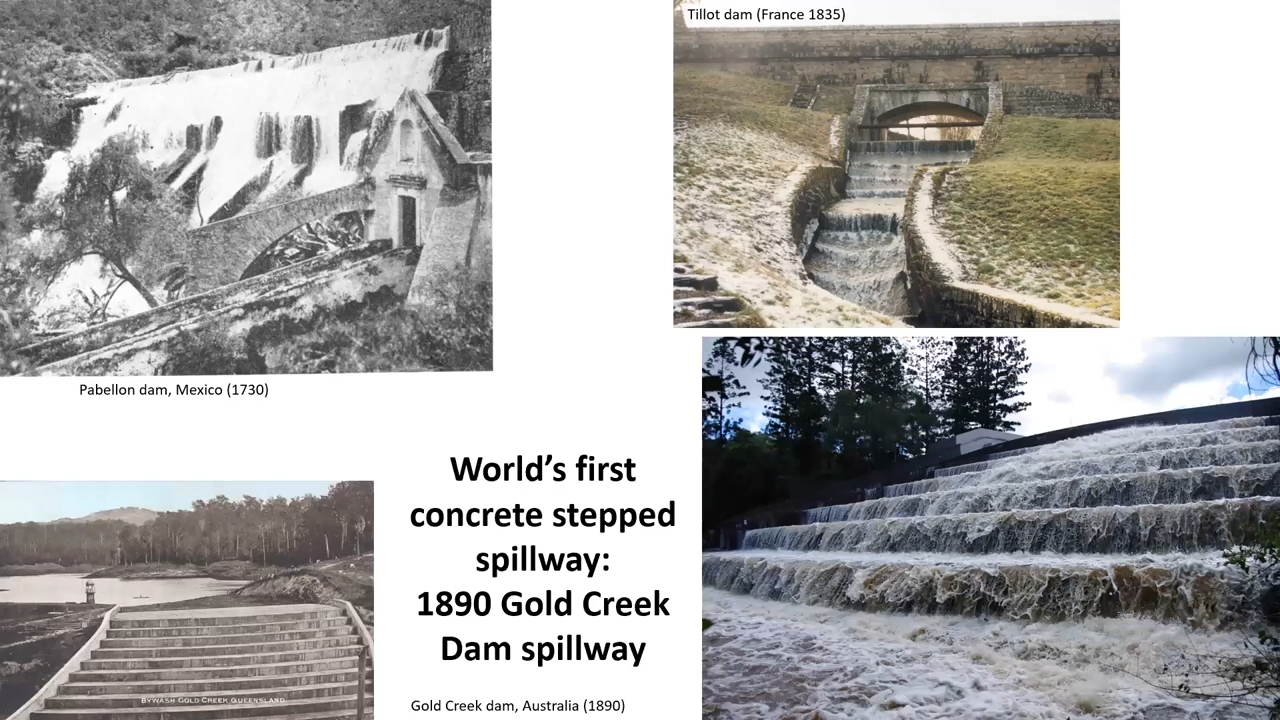 Tillot dam (France 1835)
Pabellon dam, Mexico (1730)
World’s first
concrete stepped
spillway:
1890 Gold Creek
Dam spillway
BYWASH GOLD CREEK QUEENSLAND.
Gold Creek dam, Australia (1890)